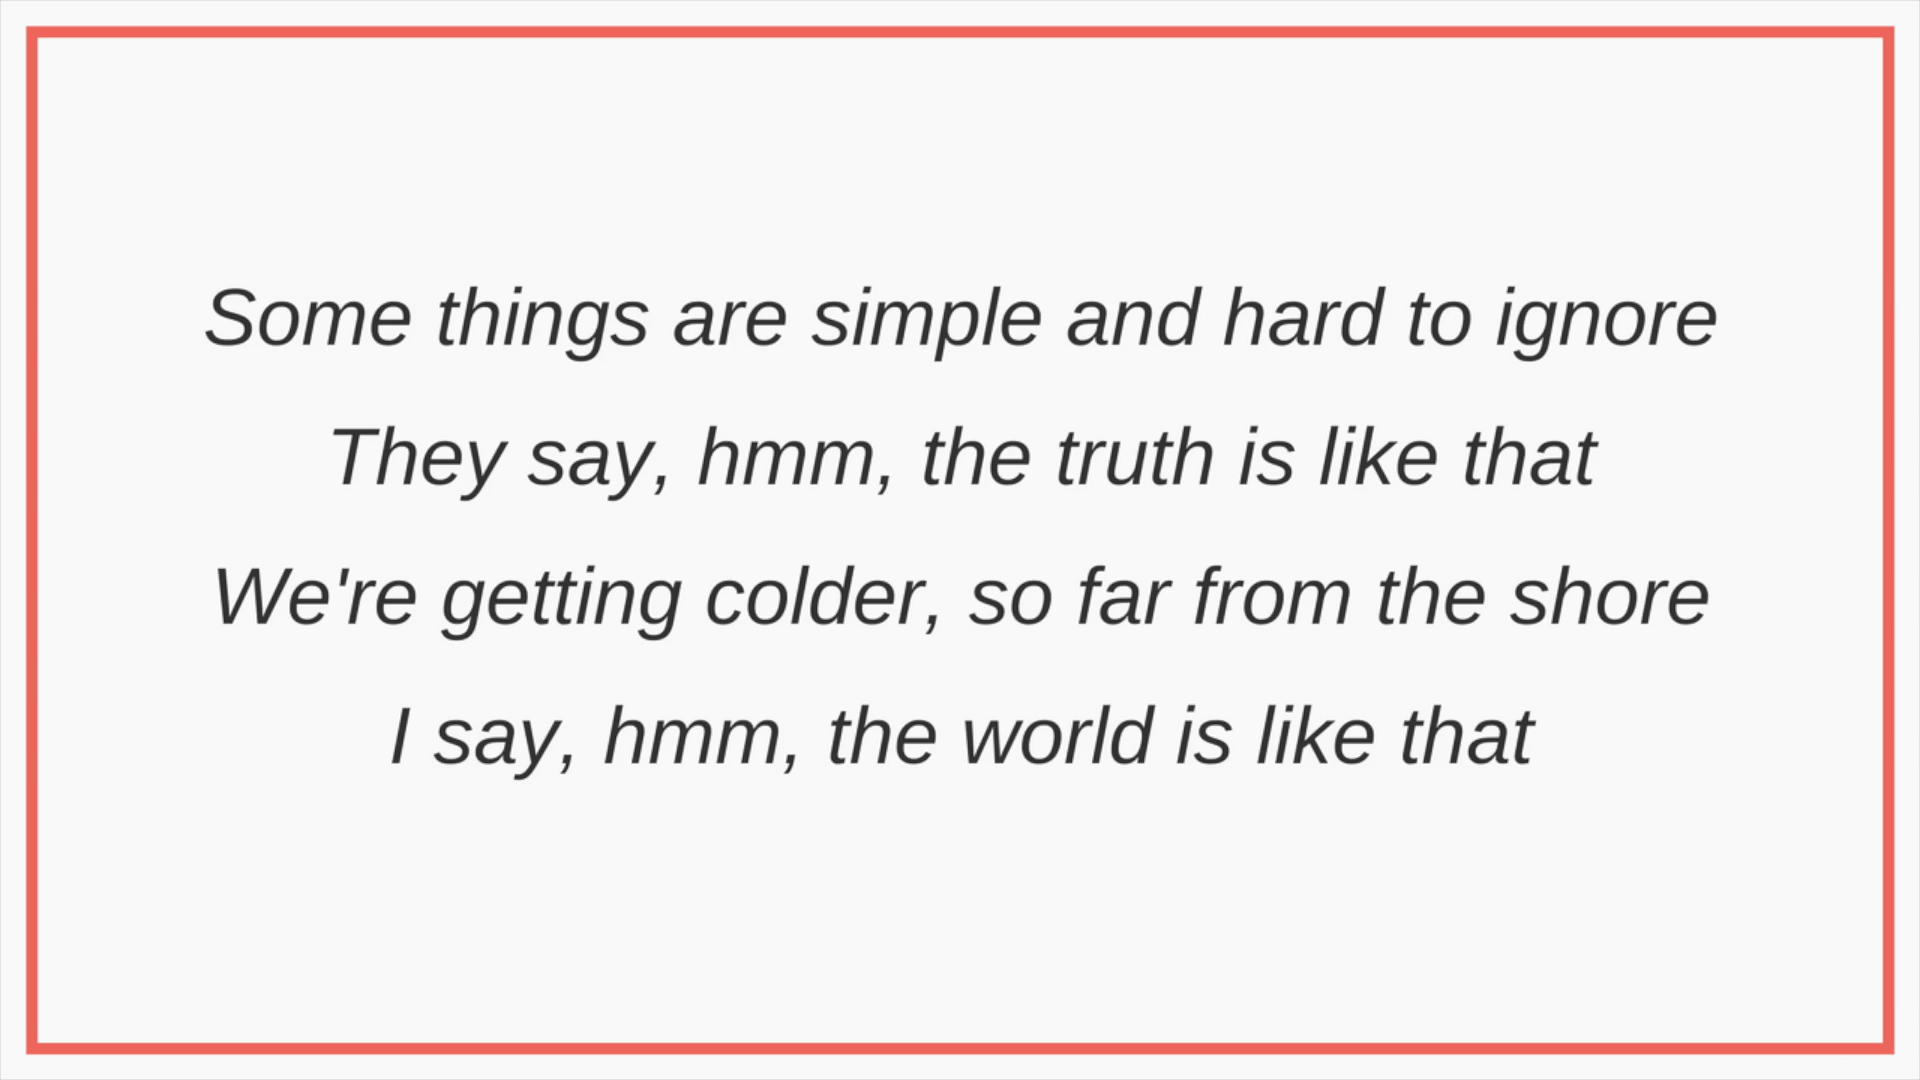 Some things are simple and hard to ignore
They say, hmm, the truth is like that
We're getting colder, so far from the shore
I say, hmm, the world is like that